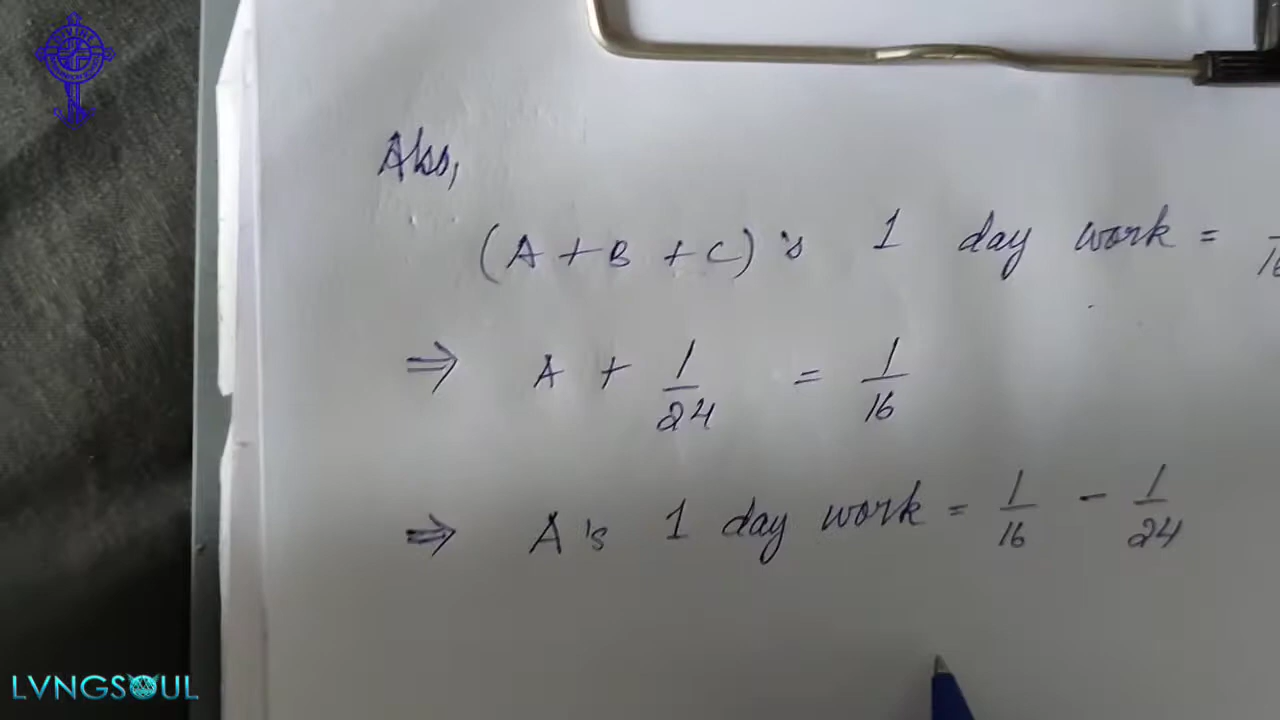 Also,
(A + B + C)'s 1 day work =
⇒ A + 1/24 = 1/16
⇒ A's 1 day work = 1/16 - 1/24
LVNGSOUL